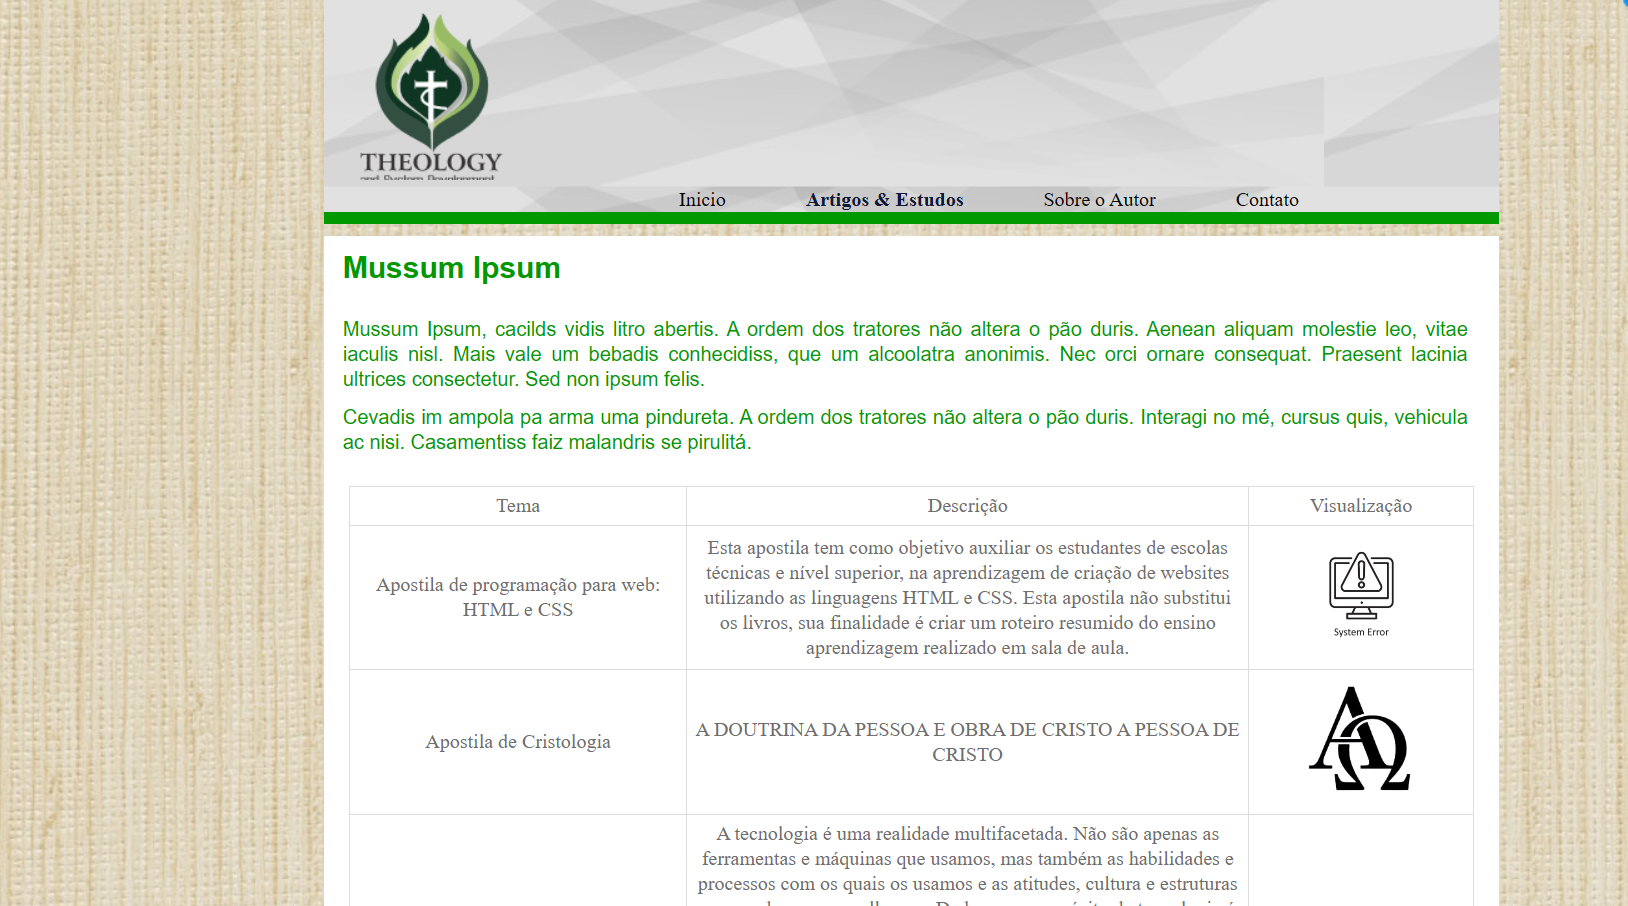 THEOLOGY
and System Development
Inicio
Artigos & Estudos
Sobre o Autor
Contato
Mussum Ipsum
Mussum Ipsum, cacilds vidis litro abertis. A ordem dos tratores não altera o pão duris. Aenean aliquam molestie leo, vitae
iaculis nisl. Mais vale um bebadis conhecidiss, que um alcoolatra anonimis. Nec orci ornare consequat. Praesent lacinia
ultrices consectetur. Sed non ipsum felis.
Cevadis im ampola pa arma uma pindureta. A ordem dos tratores não altera o pão duris. Interagi no mé, cursus quis, vehicula
ac nisi. Casamentiss faiz malandris se pirulitá.
Tema
Descrição
Visualização
Apostila de programação para web:
HTML e CSS
Esta apostila tem como objetivo auxiliar os estudantes de escolas
técnicas e nível superior, na aprendizagem de criação de websites
utilizando as linguagens HTML e CSS. Esta apostila não substitui
os livros, sua finalidade é criar um roteiro resumido do ensino
aprendizagem realizado em sala de aula.
System Error
Apostila de Cristologia
A DOUTRINA DA PESSOA E OBRA DE CRISTO A PESSOA DE
CRISTO
ΑΩ
A tecnologia é uma realidade multifacetada. Não são apenas as
ferramentas e máquinas que usamos, mas também as habilidades e
processos com os quais os usamos e as atitudes, cultura e estruturas